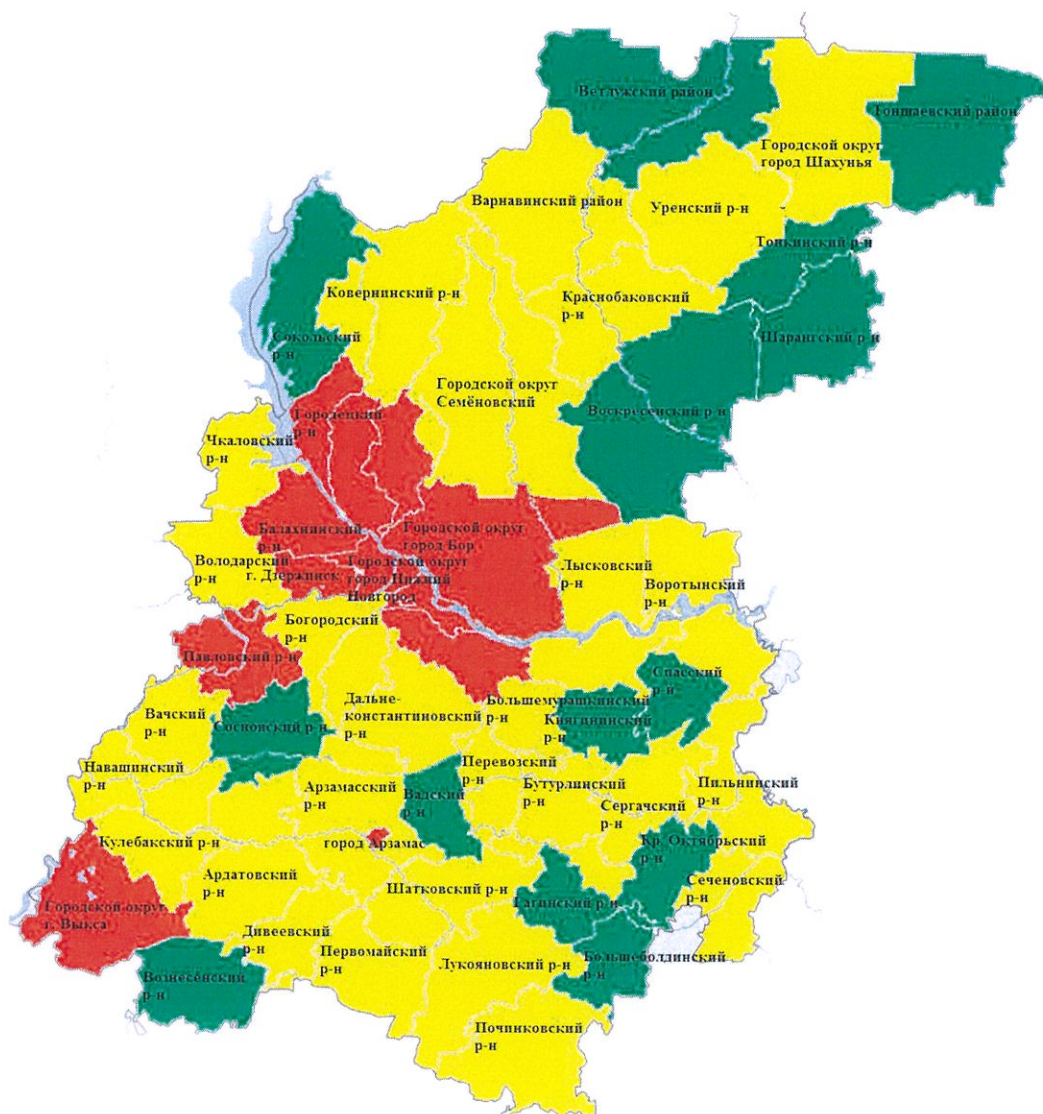 Ветлужский район
Тоншаевский район
Городской округ
город Шахунья
Варнавинский район
Уренский р-н
Тонкинский р-н
Ковернинский р-н
Краснобаковский
р-н
Шарангский р-н
Сокольский
р-н
Городской округ
Семёновский
Воскресенский р-н
Городецкий
р-н
Чкаловский
р-н
Балахнинский
р-н
Городской округ
город Бор
Володарский
р-н
г. Дзержинск
Городской округ
город Нижний
Новгород
Лысковский
р-н
Воротынский
р-н
Богородский
р-н
Павловский р-н
Спасский
р-н
Дальне-
константиновский
р-н
Большемурашкинский
р-н
Княгининский
р-н
Вачский
р-н
Сосновский р-н
Навашинский
р-н
Арзамасский
р-н
Вадский
р-н
Перевозский
р-н
Бутурлинский
р-н
Сергачский
р-н
Пильнинский
р-н
Кулебакский р-н
город Арзамас
Кр. Октябрьский
р-н
Ардатовский
р-н
Шатковский р-н
Сеченовский
р-н
Городской округ
г. Выкса
Гагинский р-н
Дивеевский
р-н
Первомайский
р-н
Лукояновский р-н
Большеболдинский
р-н
Вознесенский
р-н
Починковский
р-н